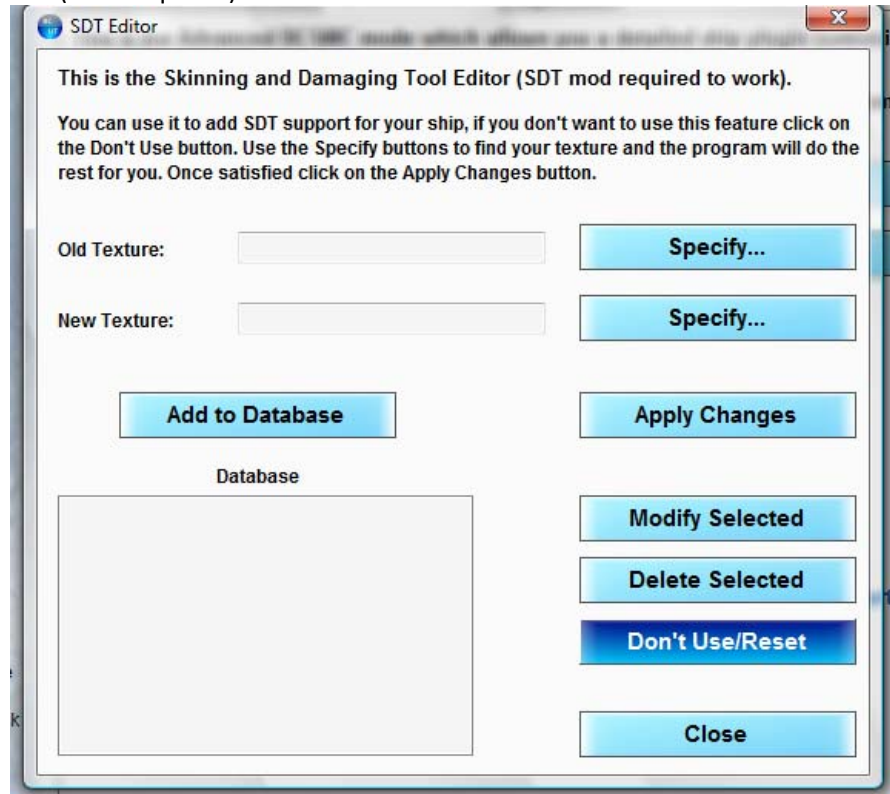 SDT Editor
This is the Skinning and Damaging Tool Editor (SDT mod required to work).
You can use it to add SDT support for your ship, if you don't want to use this feature click on
the Don't Use button. Use the Specify buttons to find your texture and the program will do the
rest for you. Once satisfied click on the Apply Changes button.
Old Texture:
Specify...
New Texture:
Specify...
Add to Database
Apply Changes
Database
Modify Selected
Delete Selected
Don't Use/Reset
Close